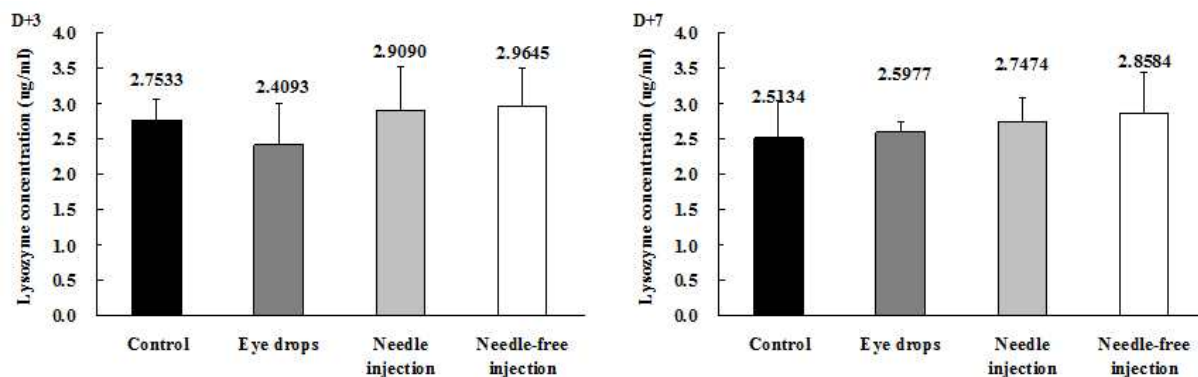 D+3
Lysozyme concentration (ng/ml)
4.0
3.5
3.0
2.5
2.0
1.5
1.0
0.5
0.0
2.7533
2.4093
2.9090
2.9645
Control
Eye drops
Needle
injection
Needle-free
injection
D+7
Lysozyme concentration (ng/ml)
4.0
3.5
3.0
2.5
2.0
1.5
1.0
0.5
0.0
2.5134
2.5977
2.7474
2.8584
Control
Eye drops
Needle
injection
Needle-free
injection